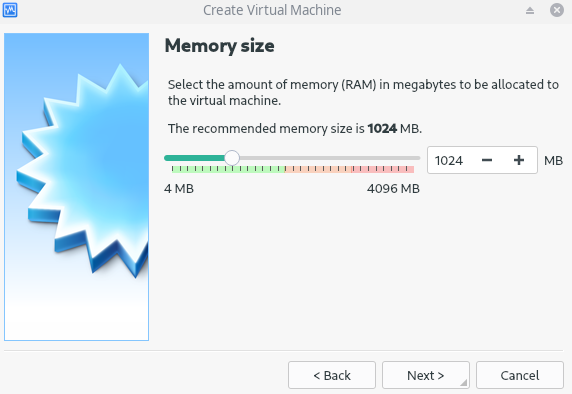 Create Virtual Machine
Memory size
Select the amount of memory (RAM) in megabytes to be allocated to
the virtual machine.
The recommended memory size is 1024 MB.
1024 MB
4 MB 4096 MB
< Back Next > Cancel